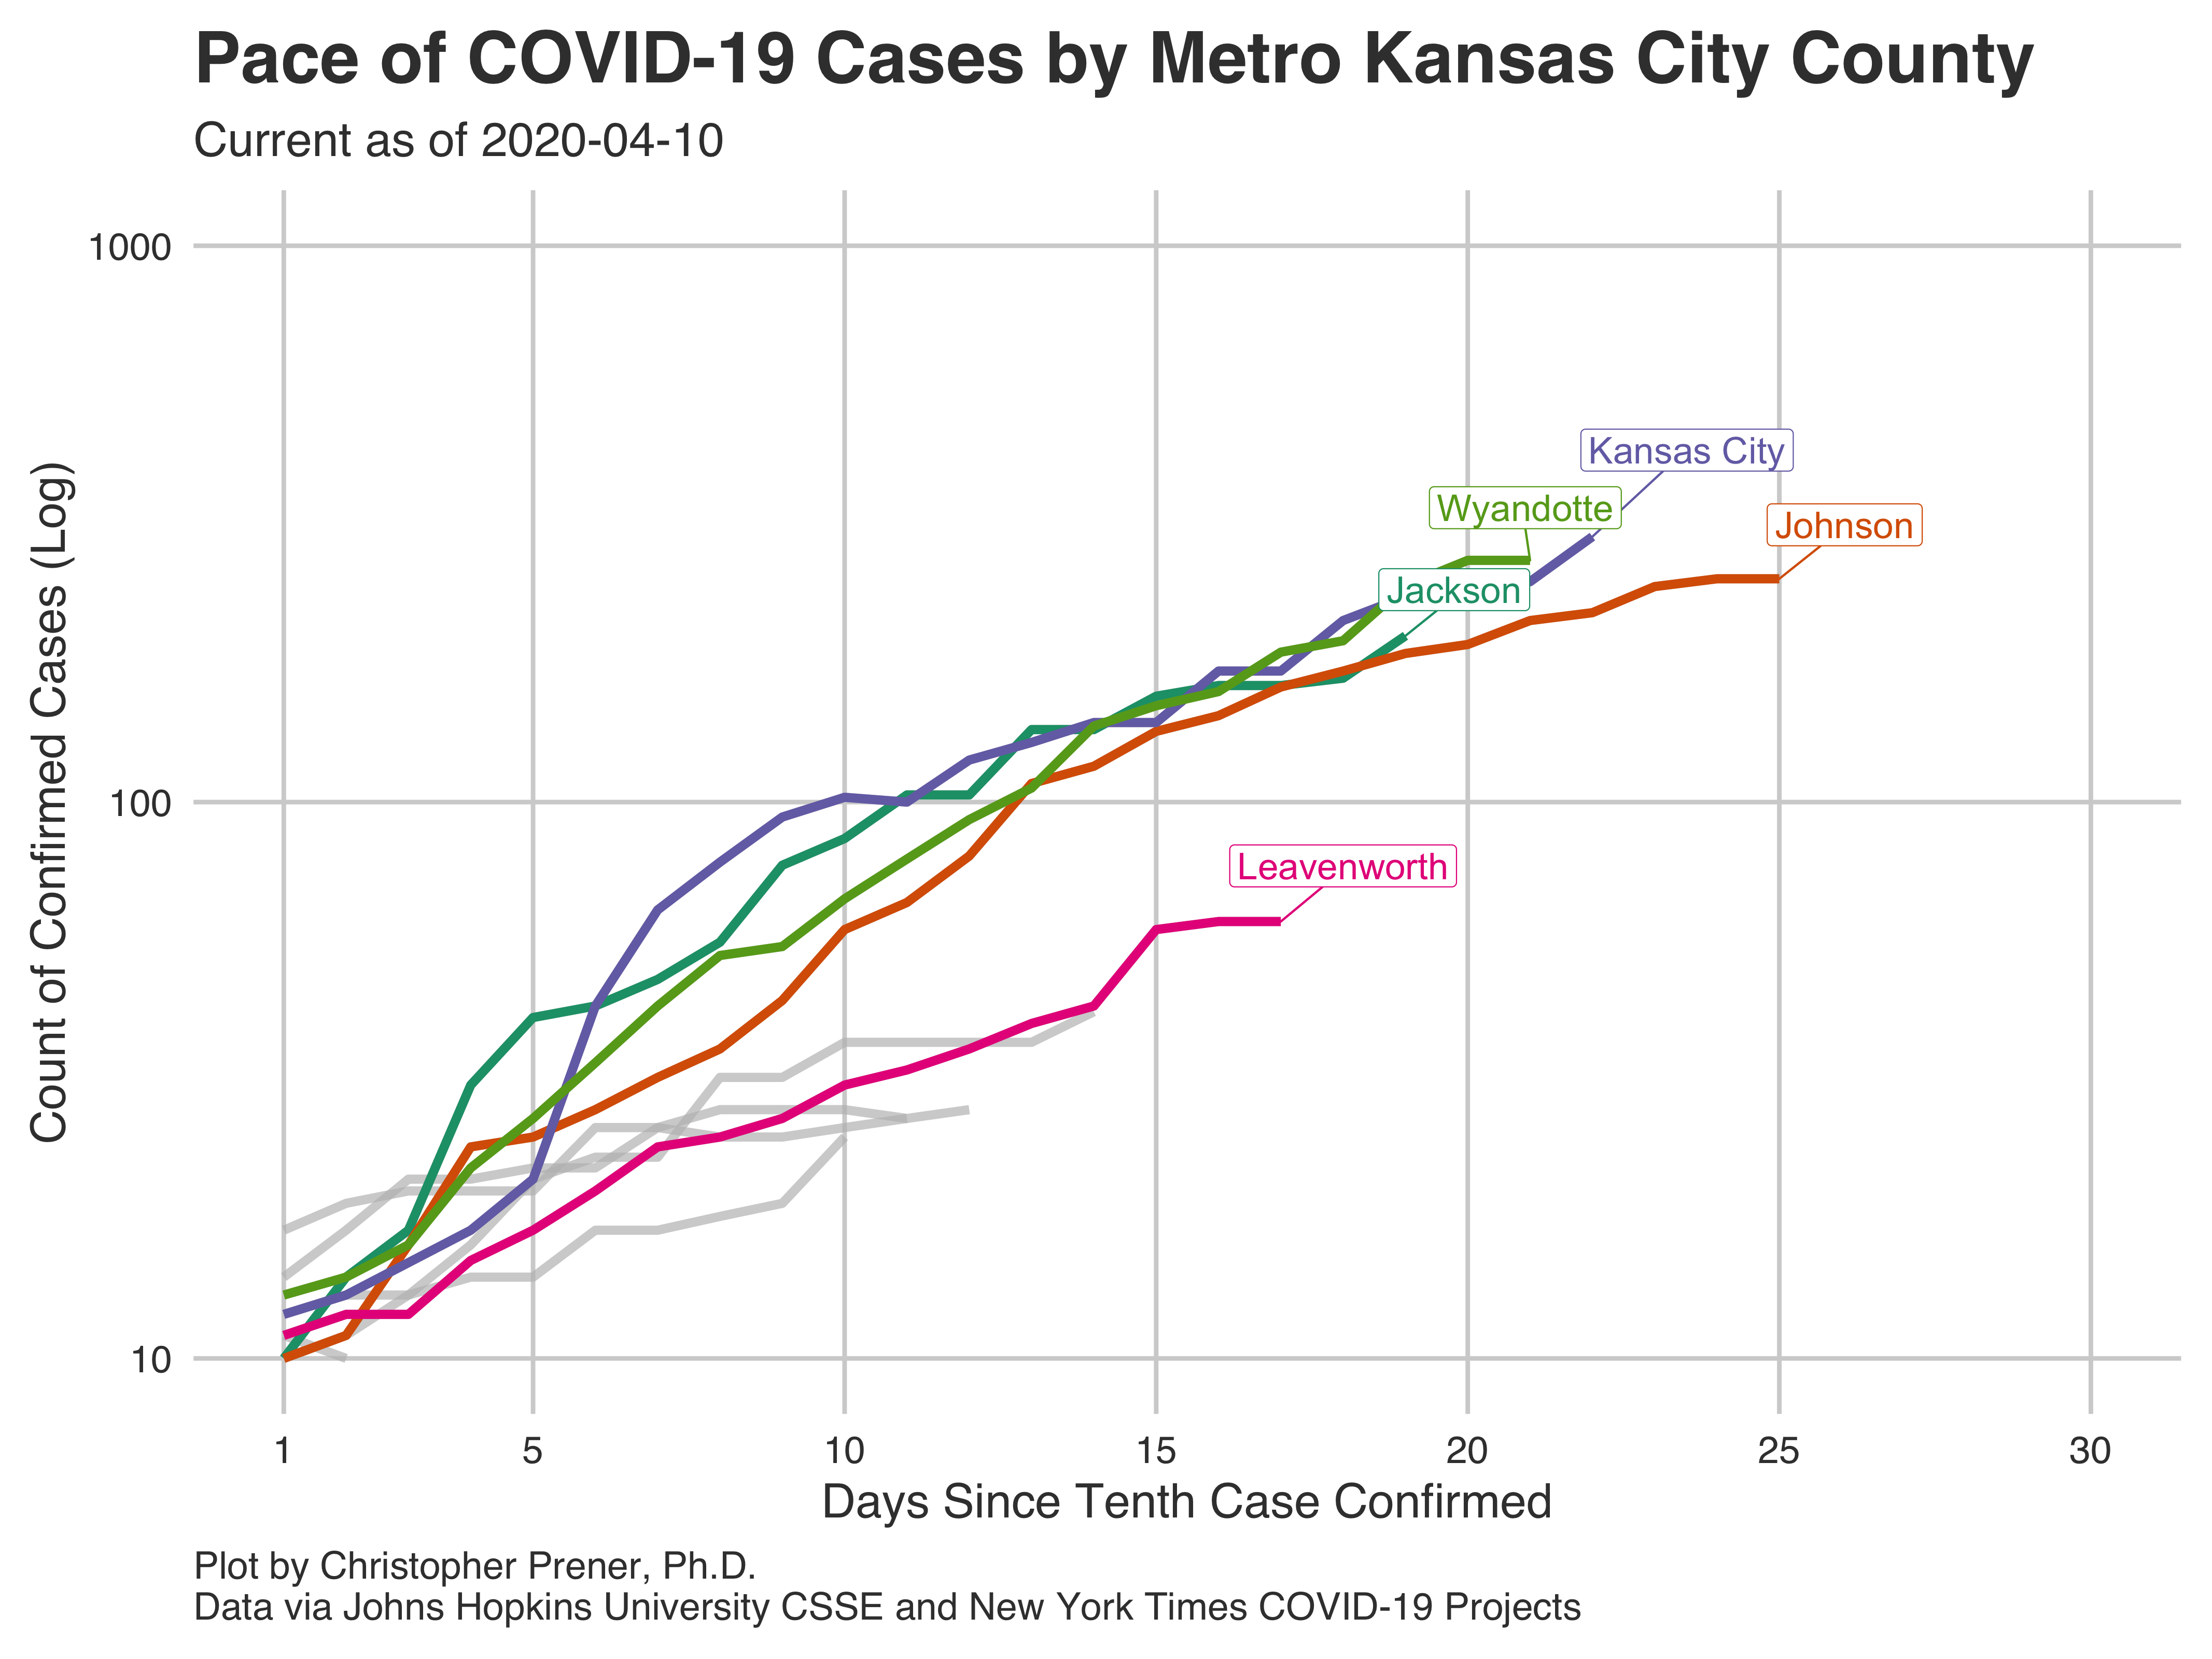 Pace of COVID-19 Cases by Metro Kansas City County
Current as of 2020-04-10
Count of Confirmed Cases (Log)
1000
100
10
Kansas City
Wyandotte
Johnson
Jackson
Leavenworth
1 5 10 15 20 25 30
Days Since Tenth Case Confirmed
Plot by Christopher Prener, Ph.D.
Data via Johns Hopkins University CSSE and New York Times COVID-19 Projects